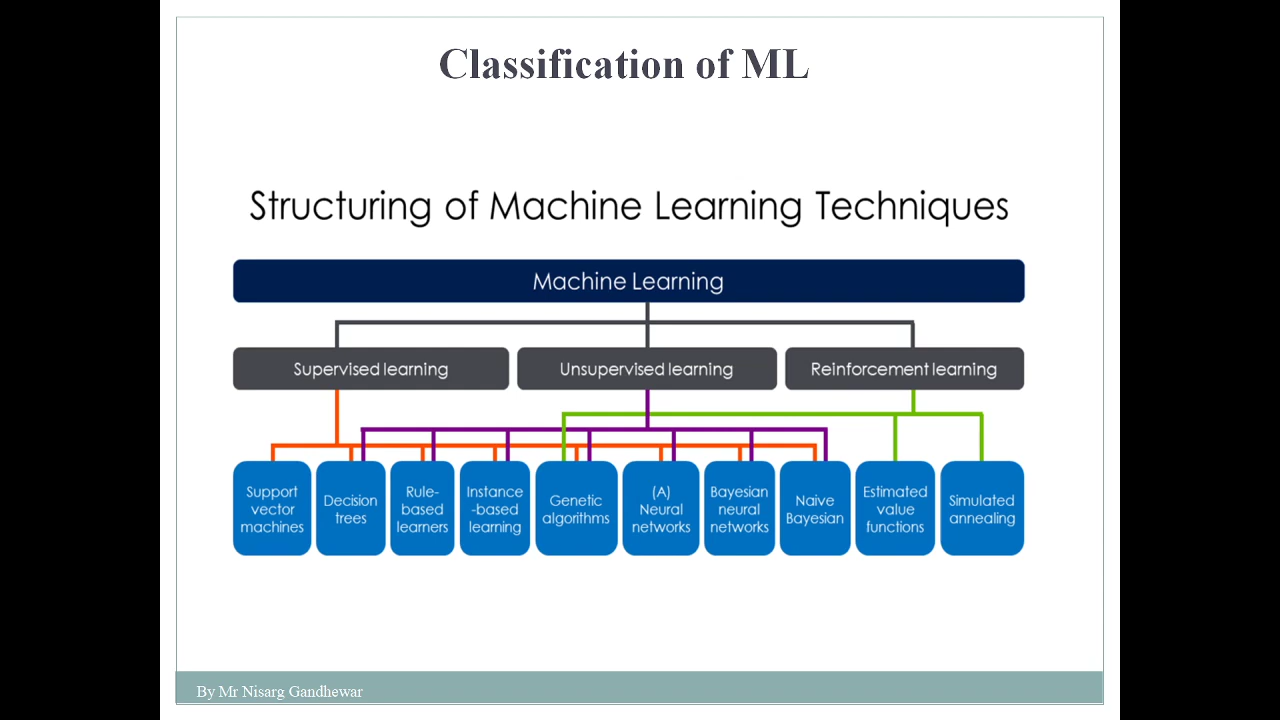 Classification of ML
Structuring of Machine Learning Techniques
Machine Learning
Supervised learning
Unsupervised learning
Reinforcement learning
Support
vector
machines
Decision
trees
Rule-
based
learners
Instance
-based
learning
Genetic
algorithms
(A)
Neural
networks
Bayesian
neural
networks
Naive
Bayesian
Estimated
value
functions
Simulated
annealing
By Mr Nisarg Gandhewar